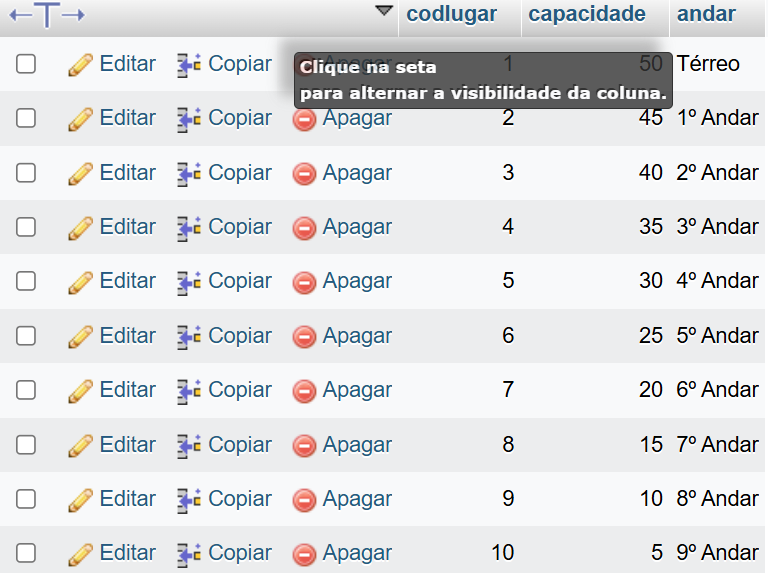 ←T→ codlugar capacidade andar
Editar Copiar 1 50 Térreo
Clique na seta
para alternar a visibilidade da coluna.
Editar Copiar Apagar 2 45 1º Andar
Editar Copiar Apagar 3 40 2º Andar
Editar Copiar Apagar 4 35 3º Andar
Editar Copiar Apagar 5 30 4º Andar
Editar Copiar Apagar 6 25 5º Andar
Editar Copiar Apagar 7 20 6º Andar
Editar Copiar Apagar 8 15 7º Andar
Editar Copiar Apagar 9 10 8º Andar
Editar Copiar Apagar 10 5 9º Andar